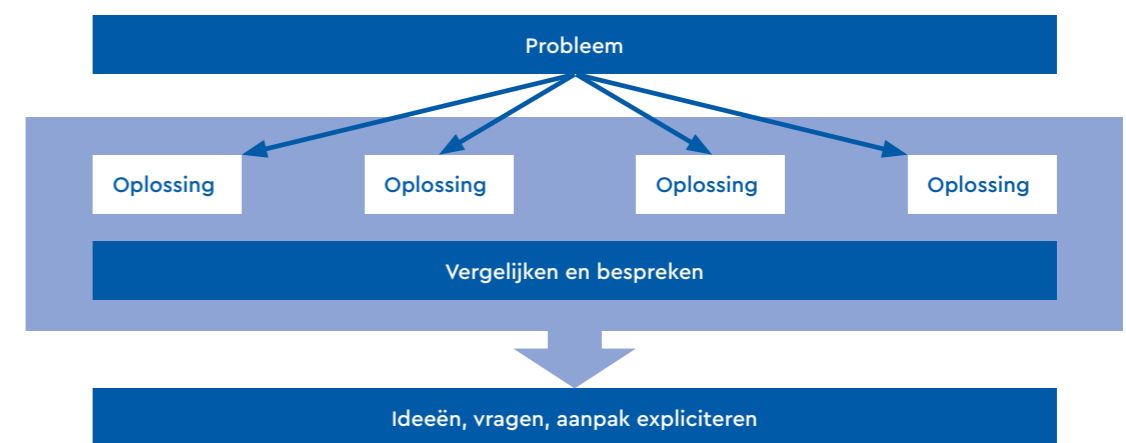 Probleem
Oplossing
Oplossing
Oplossing
Oplossing
Vergelijken en bespreken
Ideeën, vragen, aanpak expliciteren